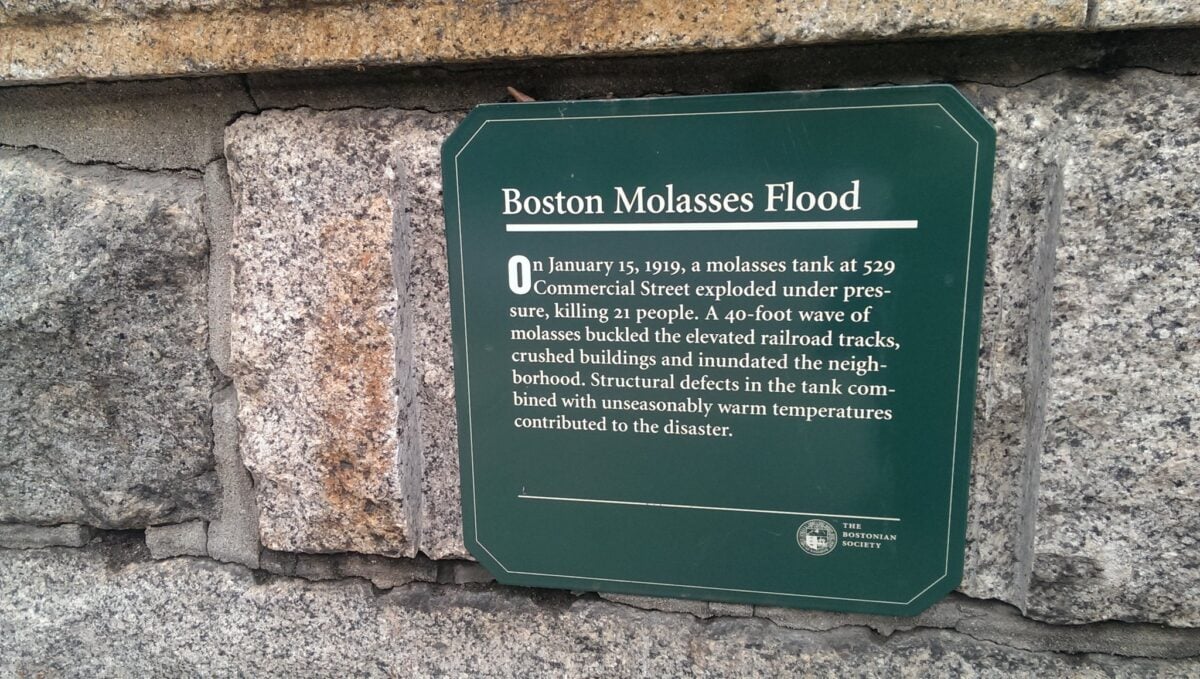 Boston Molasses Flood
On January 15, 1919, a molasses tank at 529
Commercial Street exploded under pres-
sure, killing 21 people. A 40-foot wave of
molasses buckled the elevated railroad tracks,
crushed buildings and inundated the neigh-
borhood. Structural defects in the tank com-
bined with unseasonably warm temperatures
contributed to the disaster.
THE
BOSTONIAN
SOCIETY